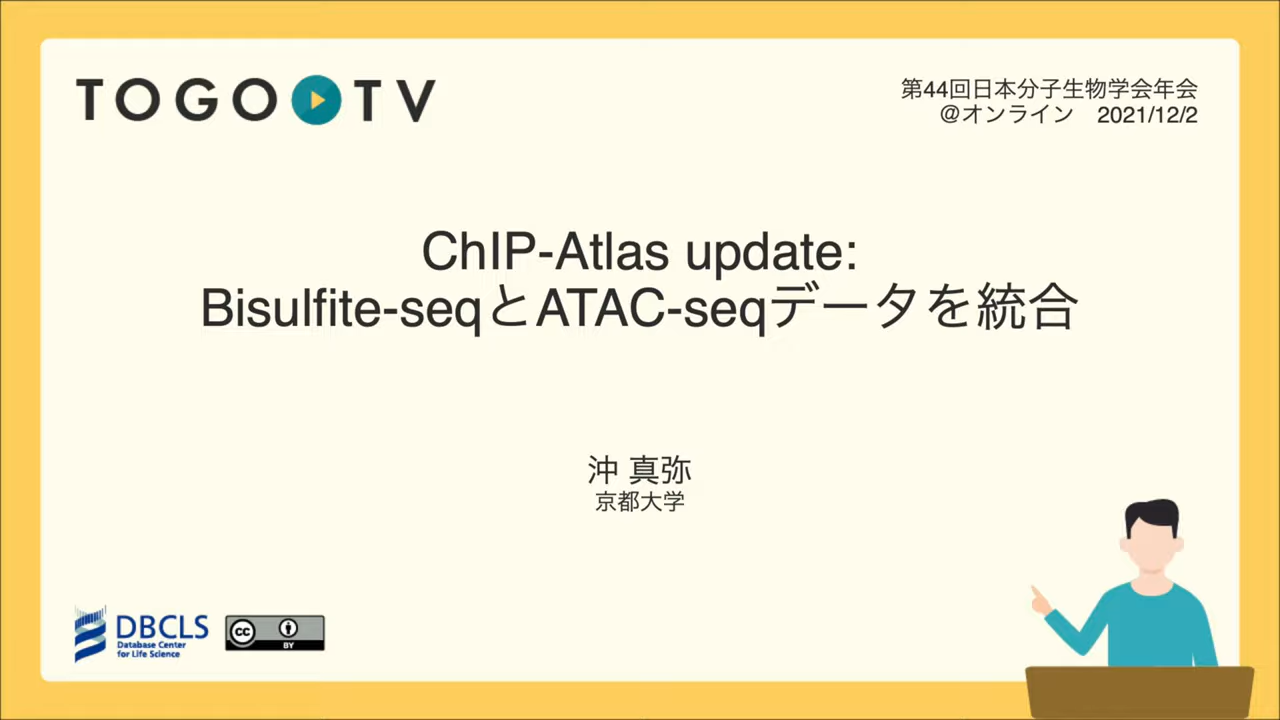 TOGO TV
第44回日本分子生物学会年会
@オンライン 2021/12/2
ChIP-Atlas update:
Bisulfite-seqとATAC-seqデータを統合
沖 真弥
京都大学
DBCLS
Database Center
for Life Science
cc
BY